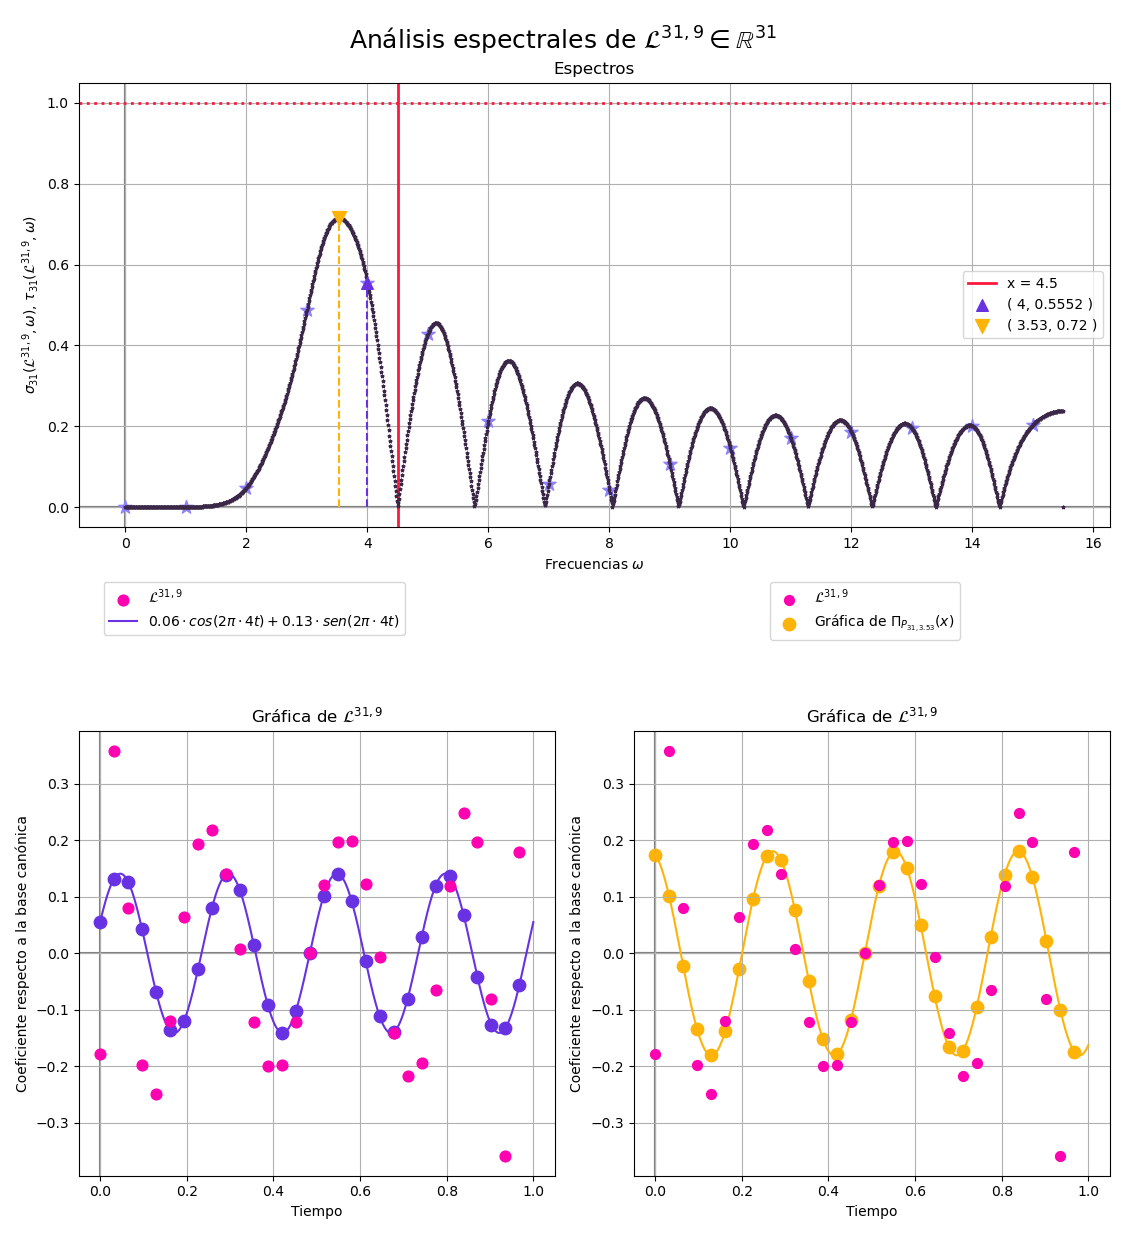 Análisis espectrales de 𝓛^{31,9} ∈ ℝ^{31}
Espectros
σ₃₁(𝓛^{31,9}, ω), τ₃₁(𝓛^{31,9}, ω)
1.0
0.8
0.6
0.4
0.2
0.0
x = 4.5
( 4, 0.5552 )
( 3.53, 0.72 )
0 2 4 6 8 10 12 14 16
Frecuencias ω
𝓛^{31,9}
0.06 · cos(2π · 4t) + 0.13 · sen(2π · 4t)
𝓛^{31,9}
Gráfica de Π_{P_{31,3.53}}(x)
Gráfica de 𝓛^{31,9}
Coeficiente respecto a la base canónica
0.3
0.2
0.1
0.0
−0.1
−0.2
−0.3
0.0 0.2 0.4 0.6 0.8 1.0
Tiempo
Gráfica de 𝓛^{31,9}
Coeficiente respecto a la base canónica
0.3
0.2
0.1
0.0
−0.1
−0.2
−0.3
0.0 0.2 0.4 0.6 0.8 1.0
Tiempo